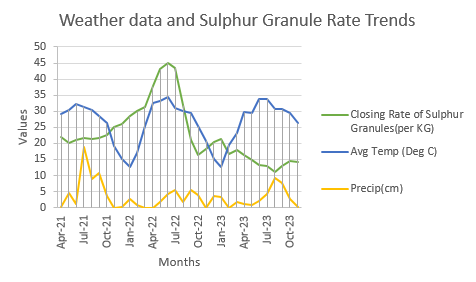 Weather data and Sulphur Granule Rate Trends
50
45
40
35
30
25
20
15
10
5
0
Values
Apr-21
Jul-21
Oct-21
Jan-22
Apr-22
Jul-22
Oct-22
Jan-23
Apr-23
Jul-23
Oct-23
Months
Closing Rate of Sulphur
Granules(per KG)
Avg Temp (Deg C)
Precip(cm)